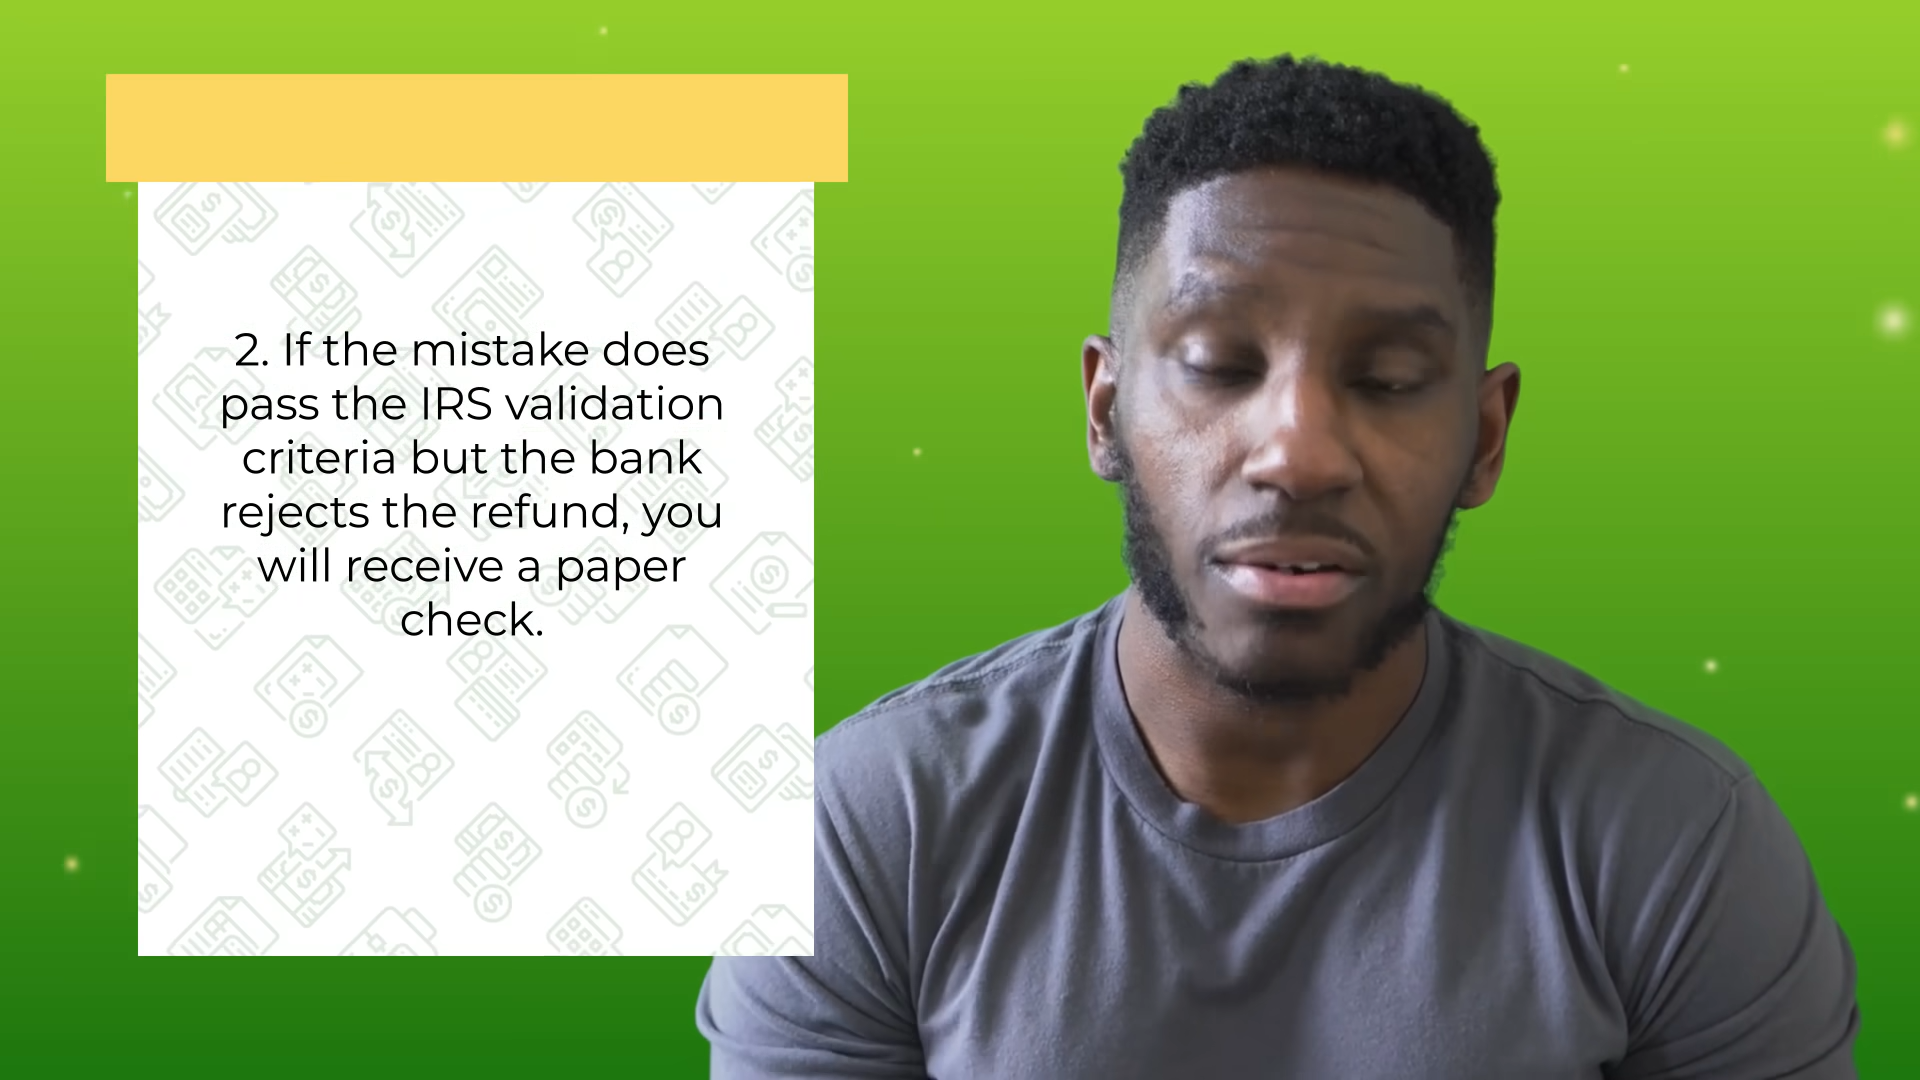 2. If the mistake does
pass the IRS validation
criteria but the bank
rejects the refund, you
will receive a paper
check.